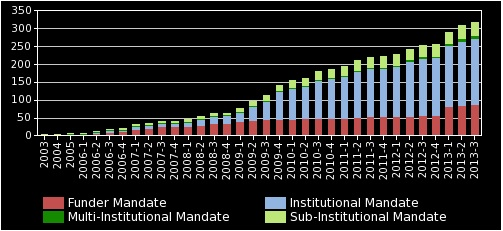 350
300
250
200
150
100
50
0
2003 2004 2005 2006-1 2006-2 2006-3 2006-4 2007-1 2007-2 2007-3 2007-4 2008-1 2008-2 2008-3 2008-4 2009-1 2009-2 2009-3 2009-4 2010-1 2010-2 2010-3 2010-4 2011-1 2011-2 2011-3 2011-4 2012-1 2012-2 2012-3 2012-4 2013-1 2013-2 2013-3
Funder Mandate Institutional Mandate
Multi-Institutional Mandate Sub-Institutional Mandate